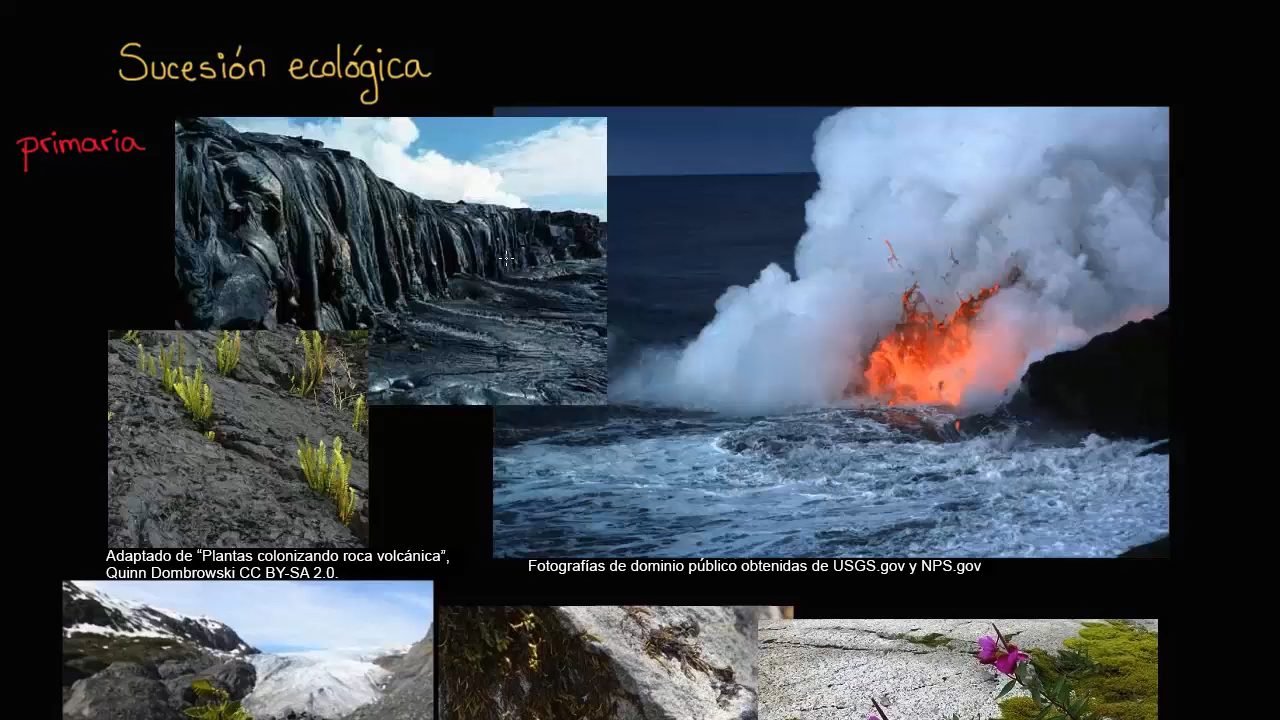 Sucesión ecológica
primaria
Adaptado de “Plantas colonizando roca volcánica”,
Quinn Dombrowski CC BY-SA 2.0.
Fotografías de dominio público obtenidas de USGS.gov y NPS.gov